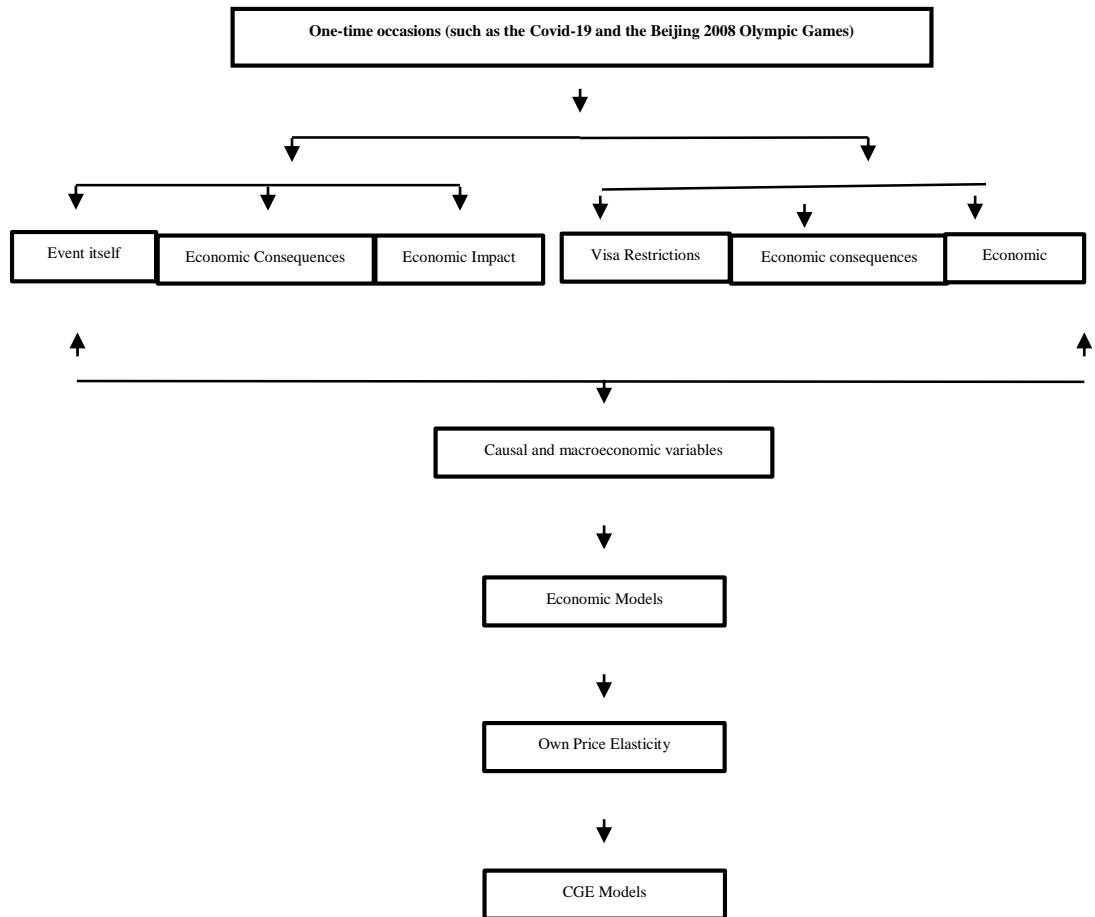 One-time occasions (such as the Covid-19 and the Beijing 2008 Olympic Games)
Event itself
Economic Consequences
Economic Impact
Visa Restrictions
Economic consequences
Economic
Causal and macroeconomic variables
Economic Models
Own Price Elasticity
CGE Models